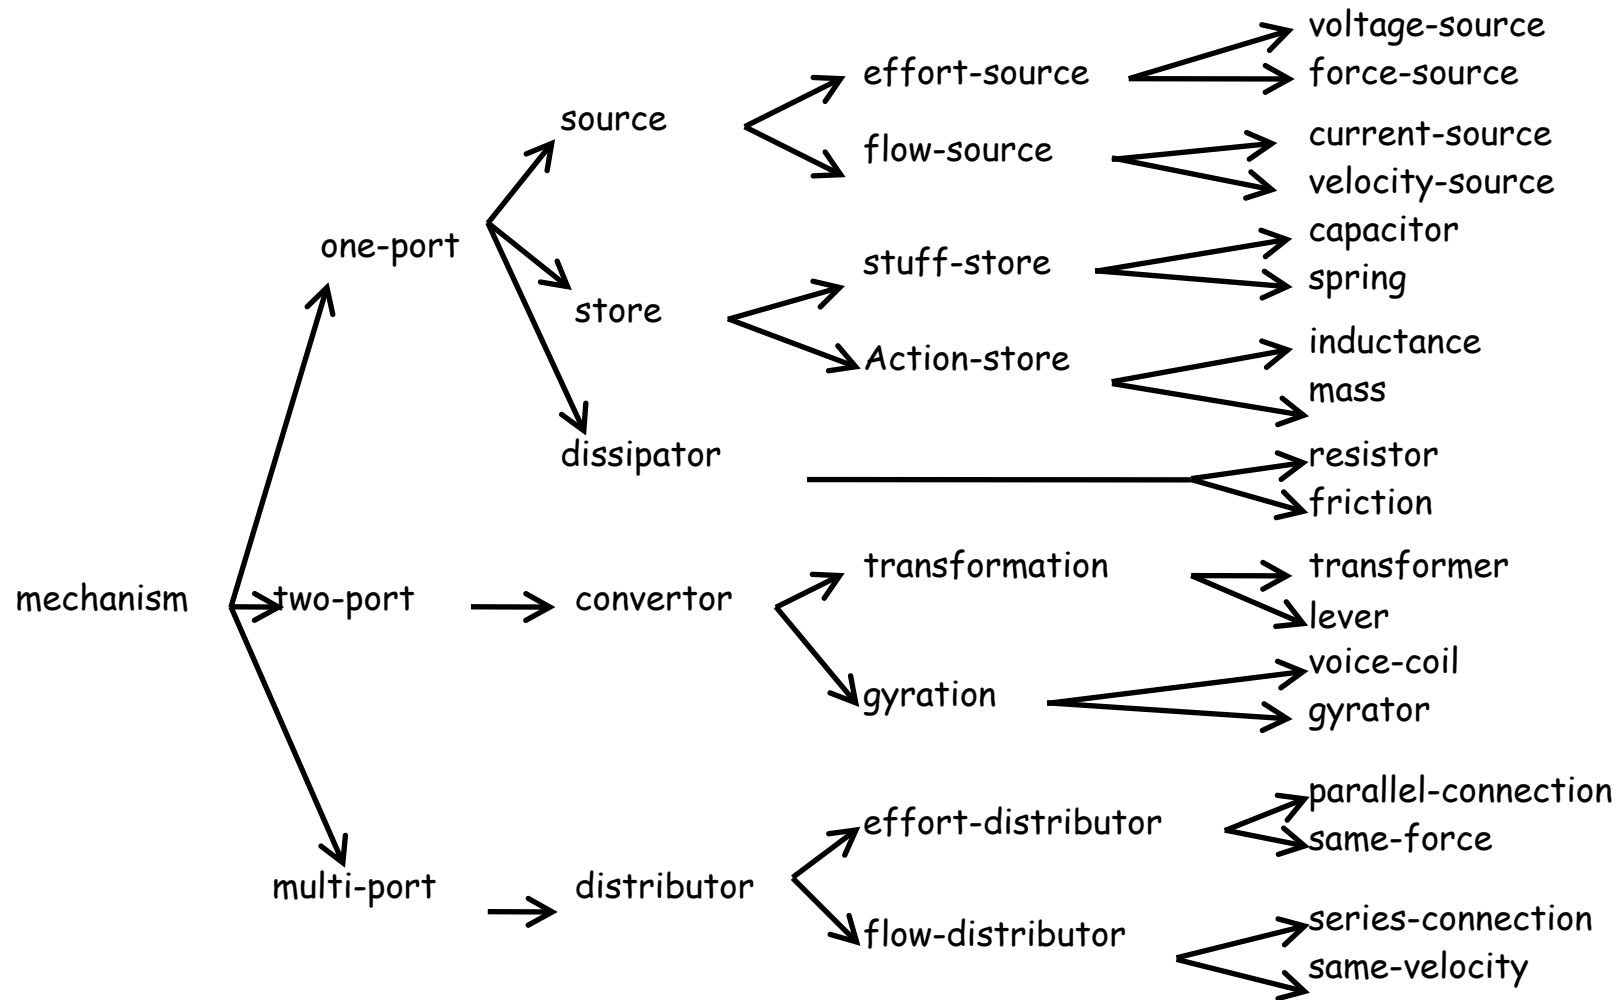 voltage-source
effort-source
force-source
source
current-source
flow-source
velocity-source
capacitor
one-port
stuff-store
spring
store
inductance
Action-store
mass
resistor
dissipator
friction
transformation
transformer
mechanism
two-port
convertor
lever
voice-coil
gyration
gyrator
parallel-connection
effort-distributor
same-force
multi-port
distributor
series-connection
flow-distributor
same-velocity